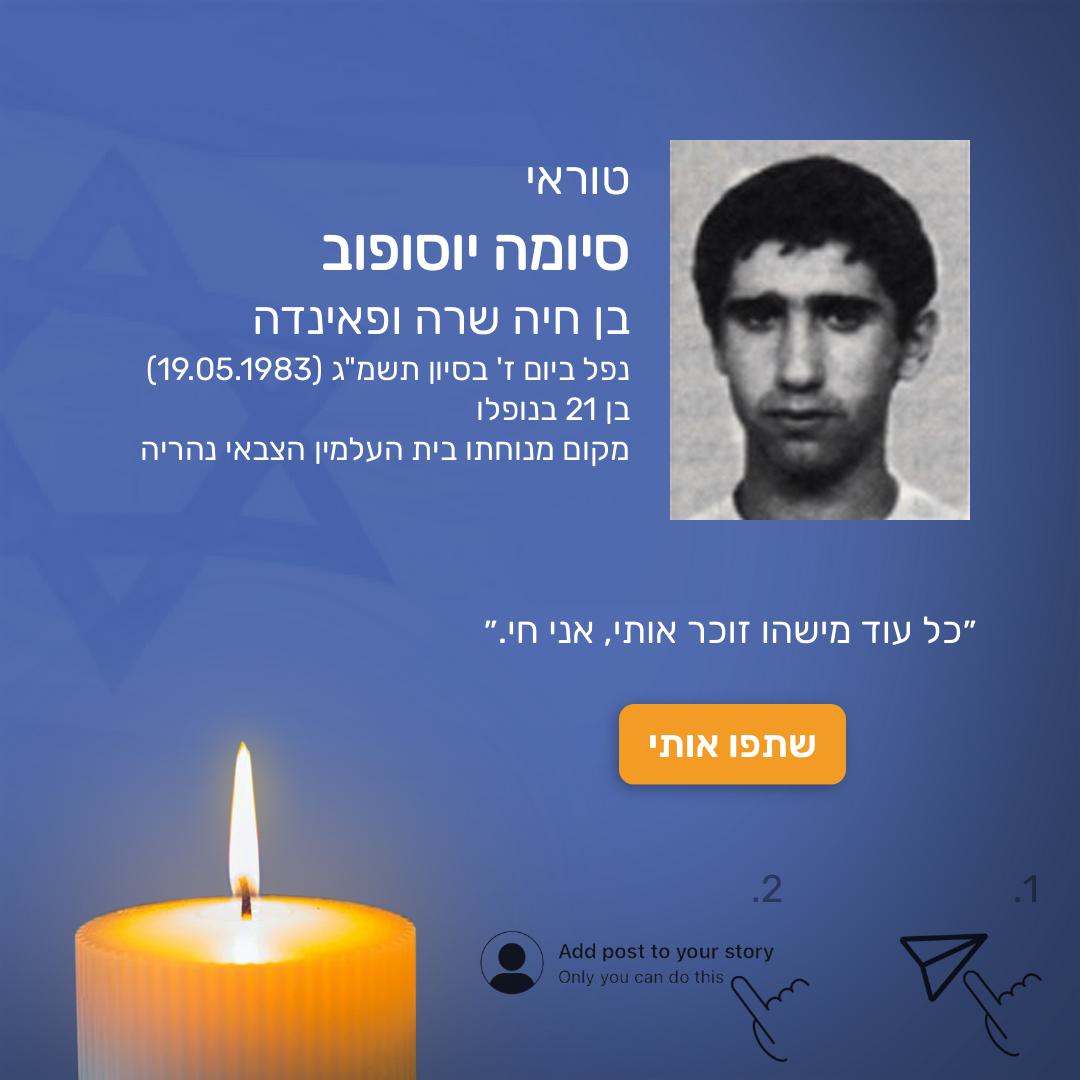 טוראי
סיומה יוסופוב
בן חיה שרה ופאינדה
נפל ביום ז' בסיון תשמ"ג (19.05.1983)
בן 21 בנופלו
מקום מנוחתו בית העלמין הצבאי נהריה
״כל עוד מישהו זוכר אותי, אני חי.״
שתפו אותי
1.
2.
Add post to your story
Only you can do this